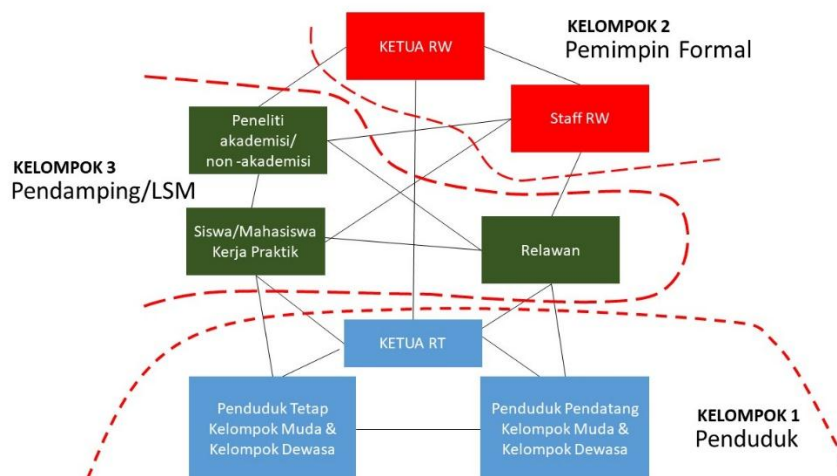 KELOMPOK 2
Pemimpin Formal
KETUA RW
Staff RW
Peneliti
akademisi/
non -akademisi
KELOMPOK 3
Pendamping/LSM
Siswa/Mahasiswa
Kerja Praktik
Relawan
KETUA RT
Penduduk Tetap
Kelompok Muda &
Kelompok Dewasa
Penduduk Pendatang
Kelompok Muda &
Kelompok Dewasa
KELOMPOK 1
Penduduk